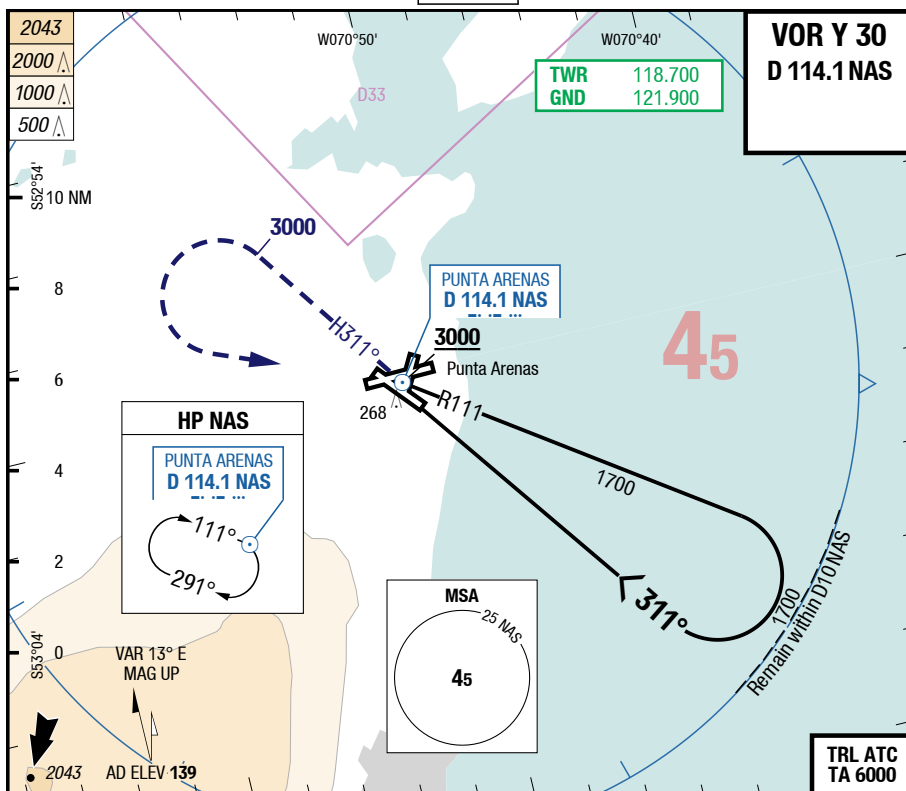 2043
2000
1000
500
W070°50'
W070°40'
VOR Y 30
D 114.1 NAS
TWR 118.700
GND 121.900
D33
S52°54'
10 NM
8
6
4
2
0
S53°04'
3000
H311°
PUNTA ARENAS
D 114.1 NAS
3000
Punta Arenas
268
R111
1700
45
HP NAS
PUNTA ARENAS
D 114.1 NAS
111°
291°
311°
1700
Remain within D10 NAS
MSA
25 NAS
45
VAR 13° E
MAG UP
2043
AD ELEV 139
TRL ATC
TA 6000